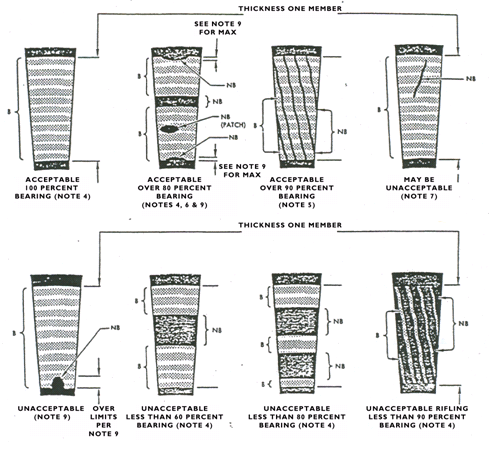 THICKNESS ONE MEMBER
SEE NOTE 9
FOR MAX
NB
B
B
NB
B
NB
(PATCH)
NB
B
NB
NB
B
SEE NOTE 9
FOR MAX
ACCEPTABLE
100 PERCENT
BEARING (NOTE 4)
ACCEPTABLE
OVER 80 PERCENT
BEARING
(NOTES 4, 6 & 9)
ACCEPTABLE
OVER 90 PERCENT
BEARING
(NOTE 5)
MAY BE
UNACCEPTABLE
(NOTE 7)
THICKNESS ONE MEMBER
B
NB
B
NB
B
B
NB
B
NB
B
B
NB
UNACCEPTABLE
(NOTE 9)
OVER
LIMITS
PER
NOTE 9
UNACCEPTABLE
LESS THAN 60 PERCENT
BEARING (NOTE 4)
UNACCEPTABLE
LESS THAN 80 PERCENT
BEARING (NOTE 4)
UNACCEPTABLE RIFLING
LESS THAN 90 PERCENT
BEARING (NOTE 4)